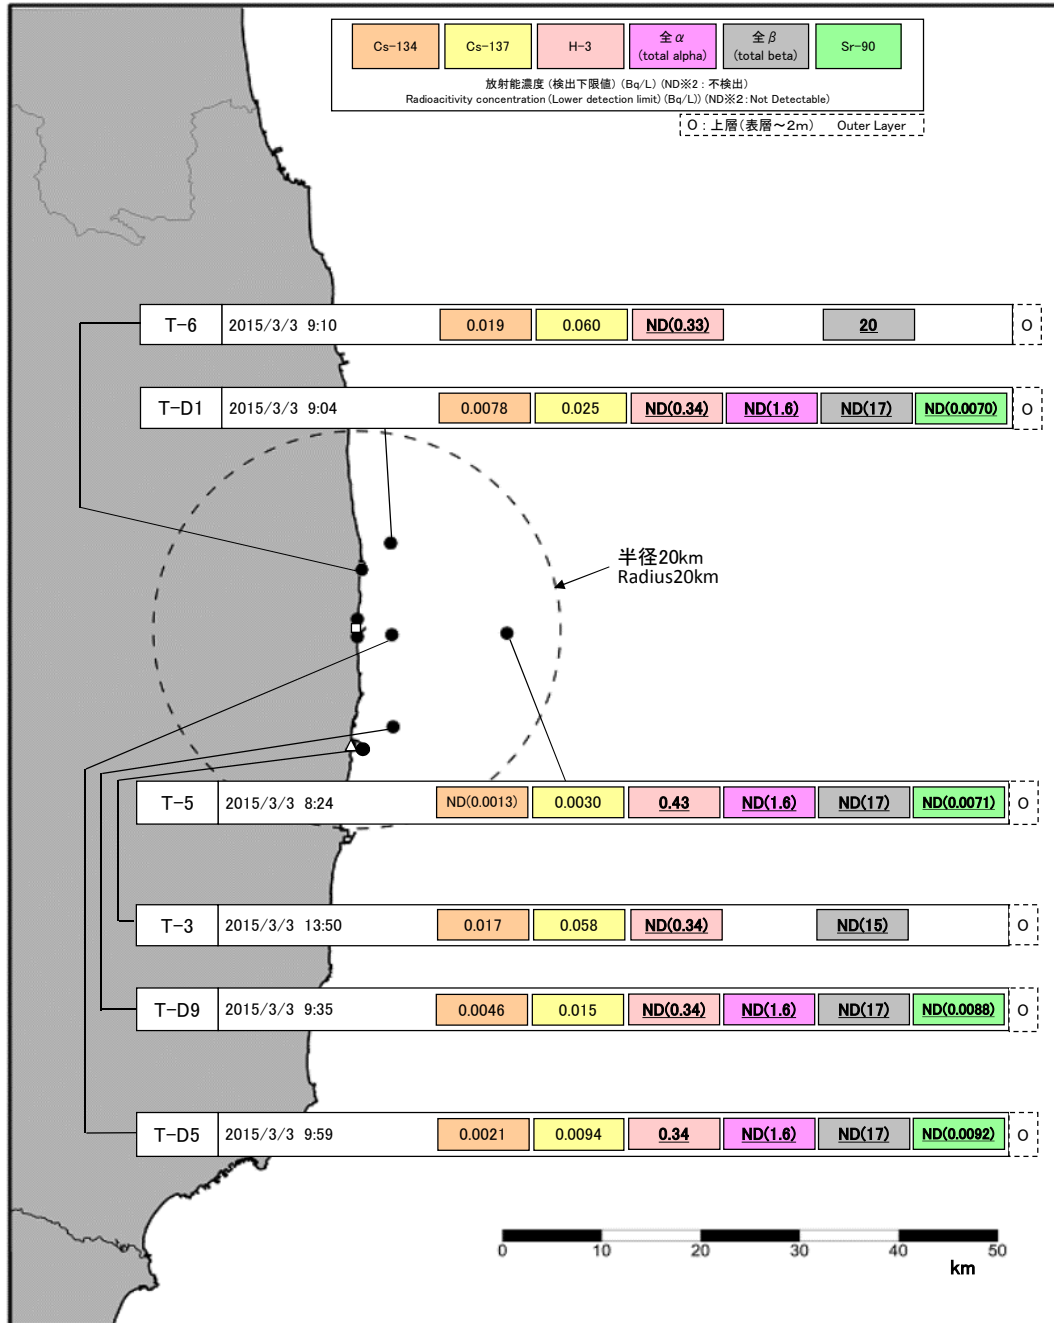 Cs-134 Cs-137 H-3 全α 全β Sr-90
(total alpha) (total beta)
放射能濃度 (検出下限値) (Bq/L) (ND※2 : 不検出)
Radioacitivity concentration (Lower detection limit) (Bq/L)) (ND※2 : Not Detectable)
O : 上層(表層～2m) Outer Layer
T-6 2015/3/3 9:10 0.019 0.060 ND(0.33) 20 O
T-D1 2015/3/3 9:04 0.0078 0.025 ND(0.34) ND(1.6) ND(17) ND(0.0070) O
半径20km
Radius20km
T-5 2015/3/3 8:24 ND(0.0013) 0.0030 0.43 ND(1.6) ND(17) ND(0.0071) O
T-3 2015/3/3 13:50 0.017 0.058 ND(0.34) ND(15) O
T-D9 2015/3/3 9:35 0.0046 0.015 ND(0.34) ND(1.6) ND(17) ND(0.0088) O
T-D5 2015/3/3 9:59 0.0021 0.0094 0.34 ND(1.6) ND(17) ND(0.0092) O
0 10 20 30 40 50
km